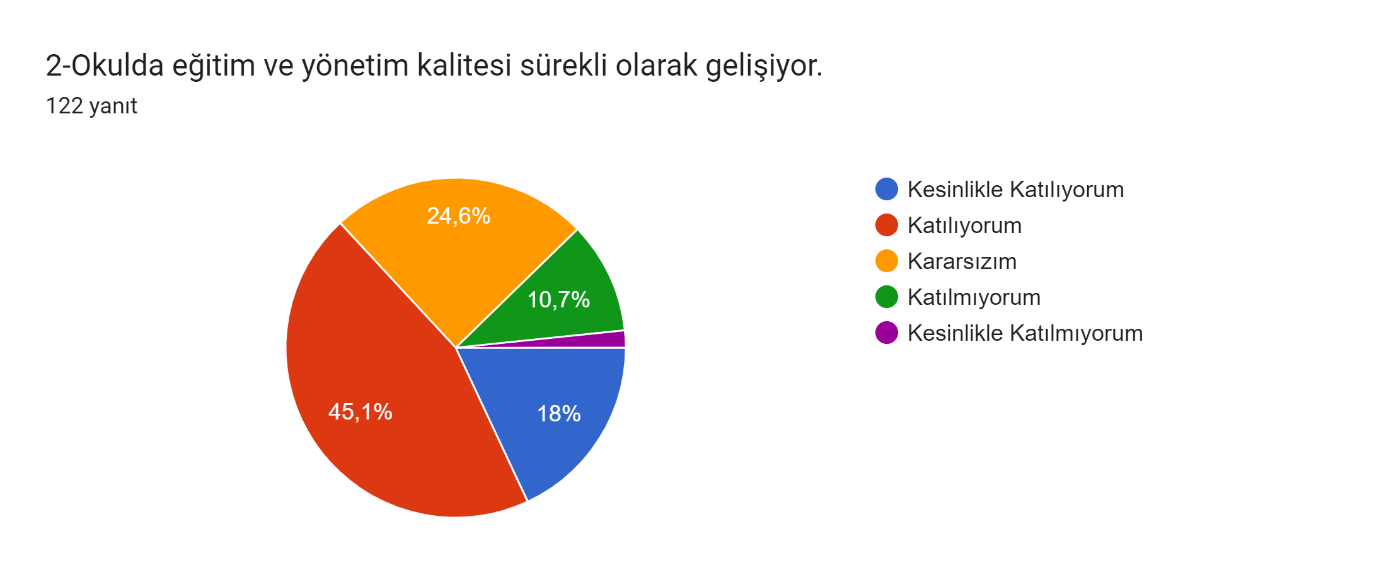 2-Okulda eğitim ve yönetim kalitesi sürekli olarak gelişiyor.
122 yanıt
24,6%
10,7%
45,1%
18%
Kesinlikle Katılıyorum
Katılıyorum
Kararsızım
Katılmıyorum
Kesinlikle Katılmıyorum